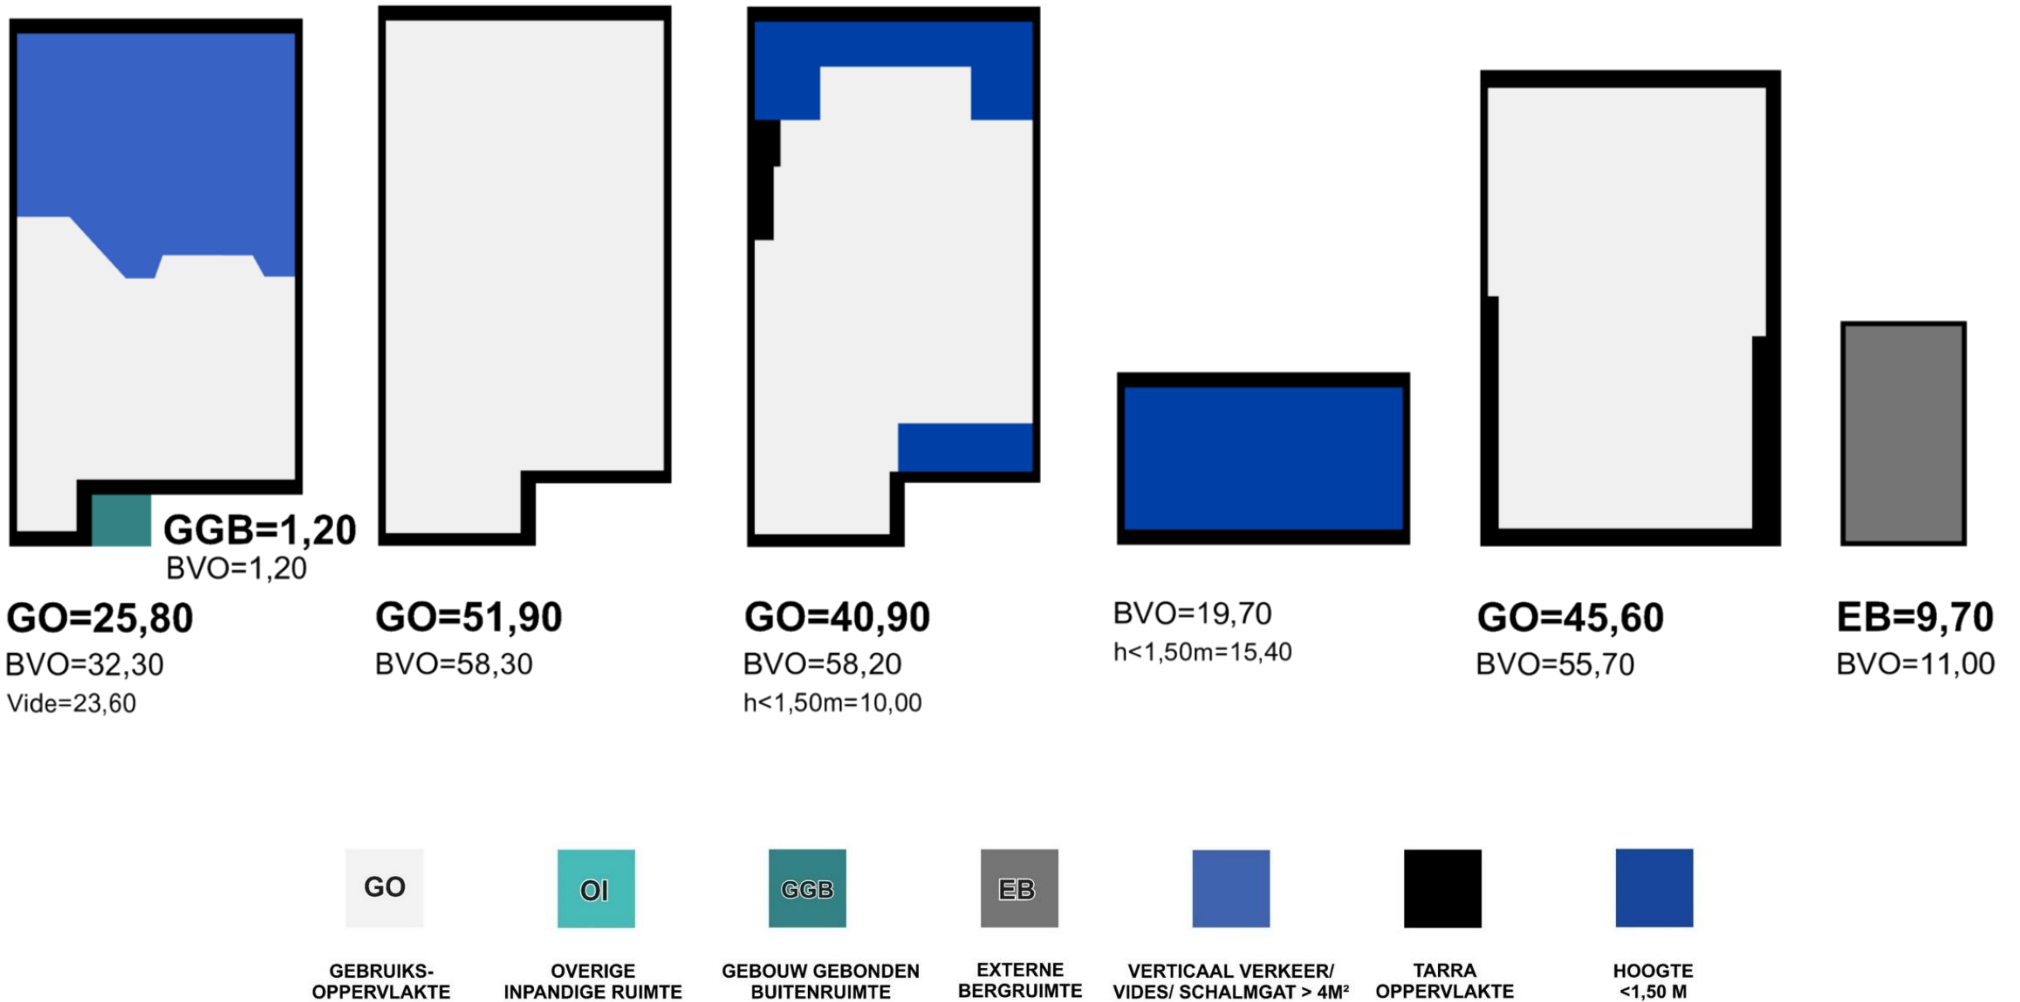 GGB=1,20
BVO=1,20
GO=25,80
BVO=32,30
Vide=23,60
GO=51,90
BVO=58,30
GO=40,90
BVO=58,20
h<1,50m=10,00
BVO=19,70
h<1,50m=15,40
GO=45,60
BVO=55,70
EB=9,70
BVO=11,00
GO
GEBRUIKS-
OPPERVLAKTE
OI
OVERIGE
INPANDIGE RUIMTE
GGB
GEBOUW GEBONDEN
BUITENRUIMTE
EB
EXTERNE
BERGRUIMTE
VERTICAAL VERKEER/
VIDES/ SCHALMGAT > 4M²
TARRA
OPPERVLAKTE
HOOGTE
<1,50 M